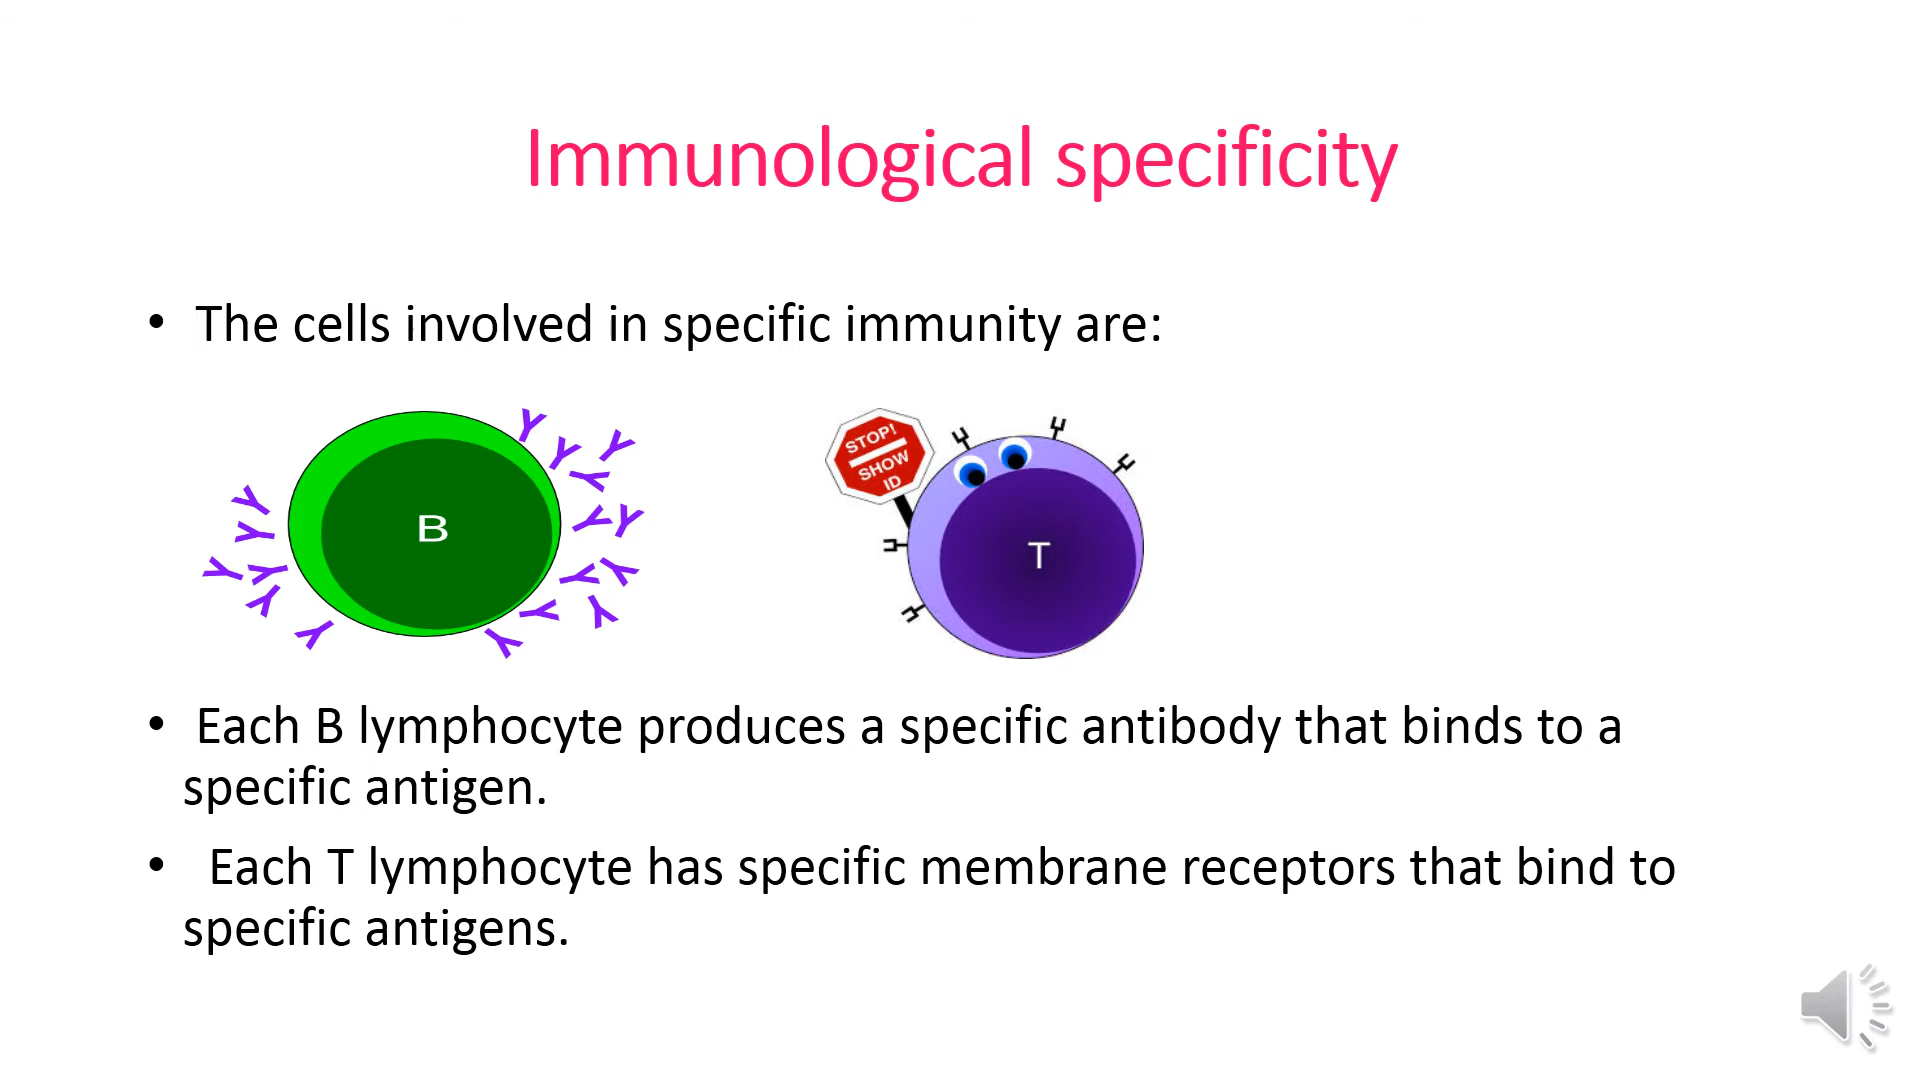 Immunological specificity
• The cells involved in specific immunity are:
B
STOP!
SHOW
ID
T
• Each B lymphocyte produces a specific antibody that binds to a
specific antigen.
• Each T lymphocyte has specific membrane receptors that bind to
specific antigens.